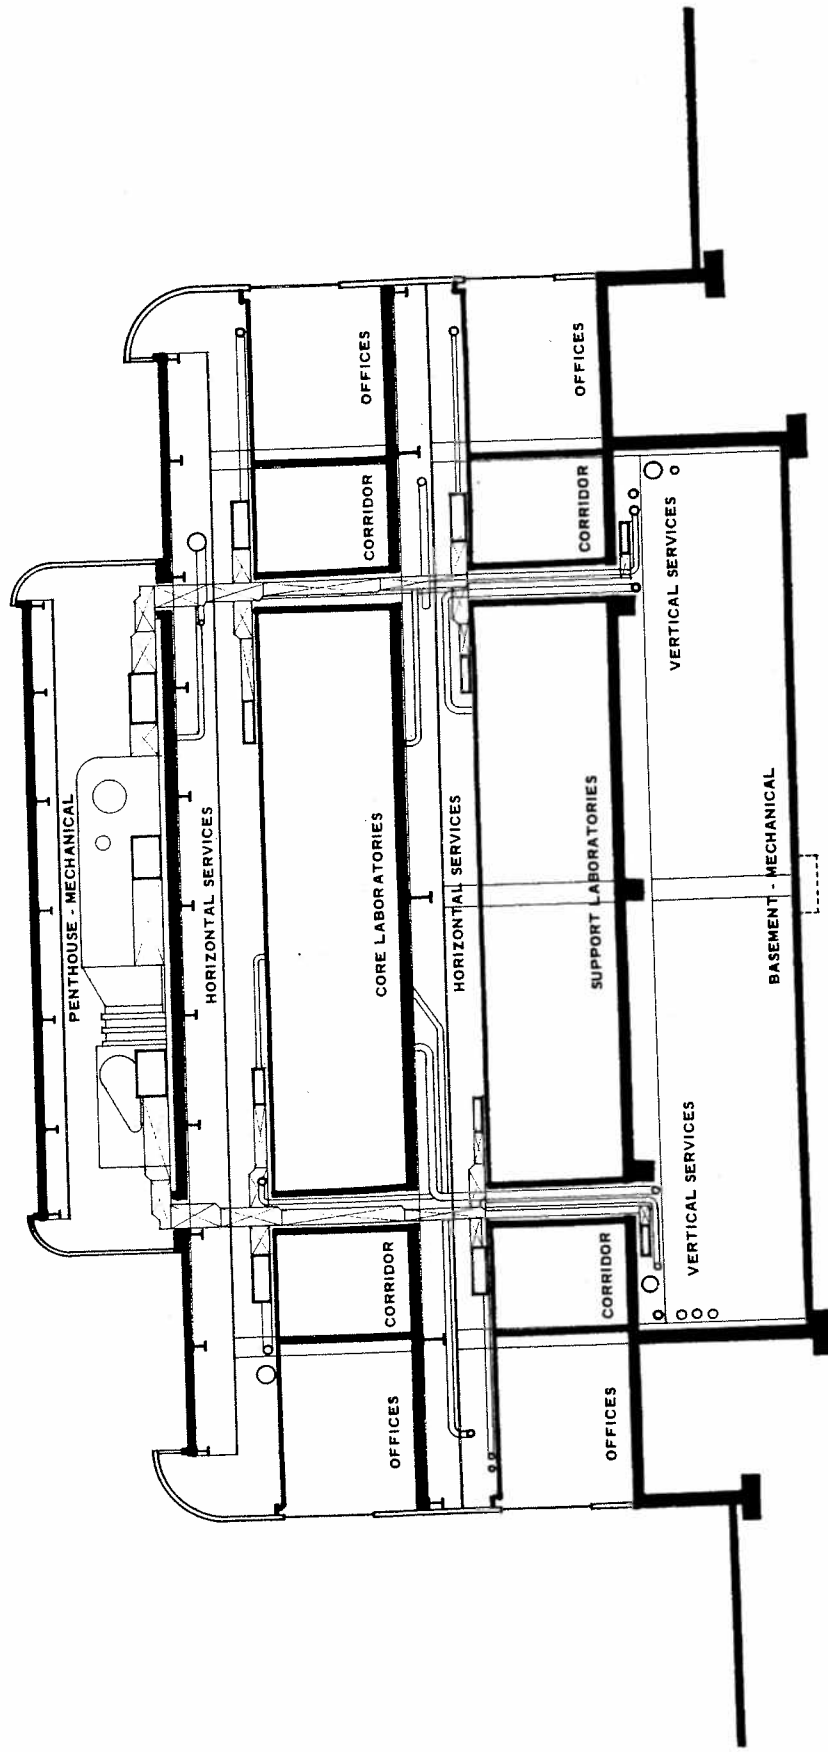 PENTHOUSE - MECHANICAL
HORIZONTAL SERVICES
OFFICES
CORRIDOR
CORE LABORATORIES
CORRIDOR
OFFICES
HORIZONTAL SERVICES
OFFICES
CORRIDOR
SUPPORT LABORATORIES
CORRIDOR
OFFICES
VERTICAL SERVICES
VERTICAL SERVICES
BASEMENT - MECHANICAL